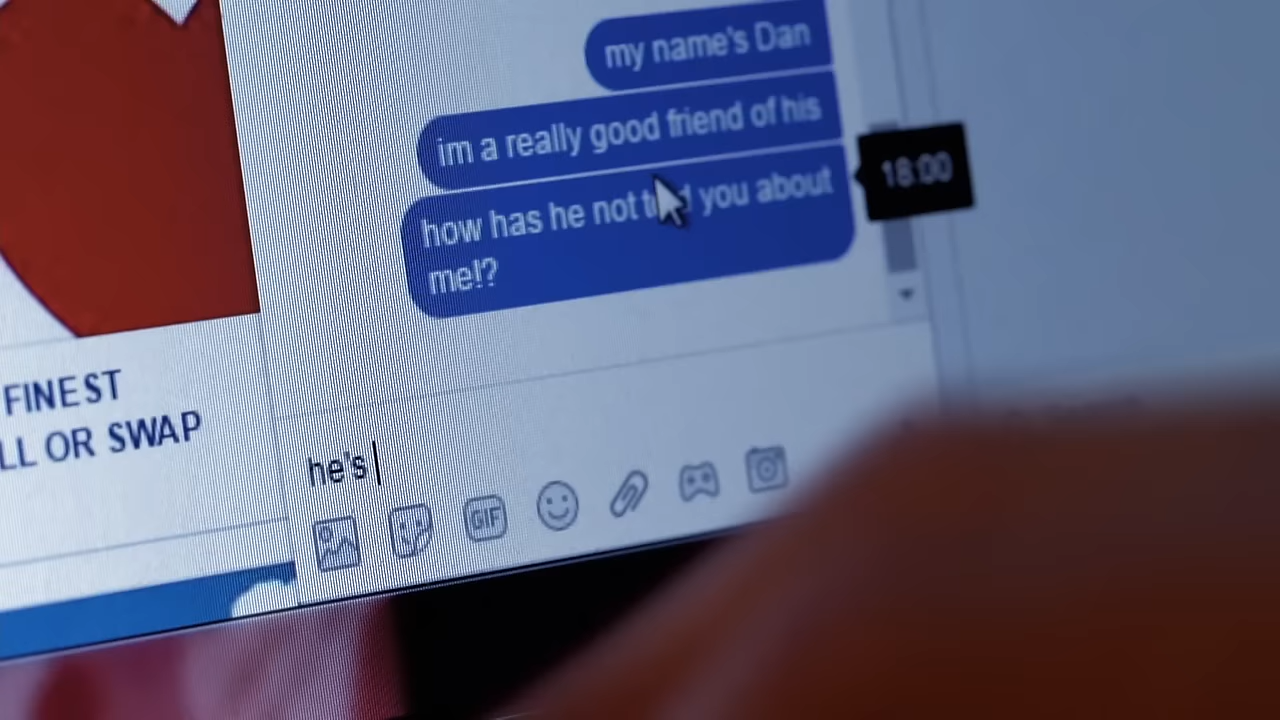 my name's Dan
im a really good friend of his
how has he not told you about
me!?
18:00
FINEST
LL OR SWAP
he's
GIF